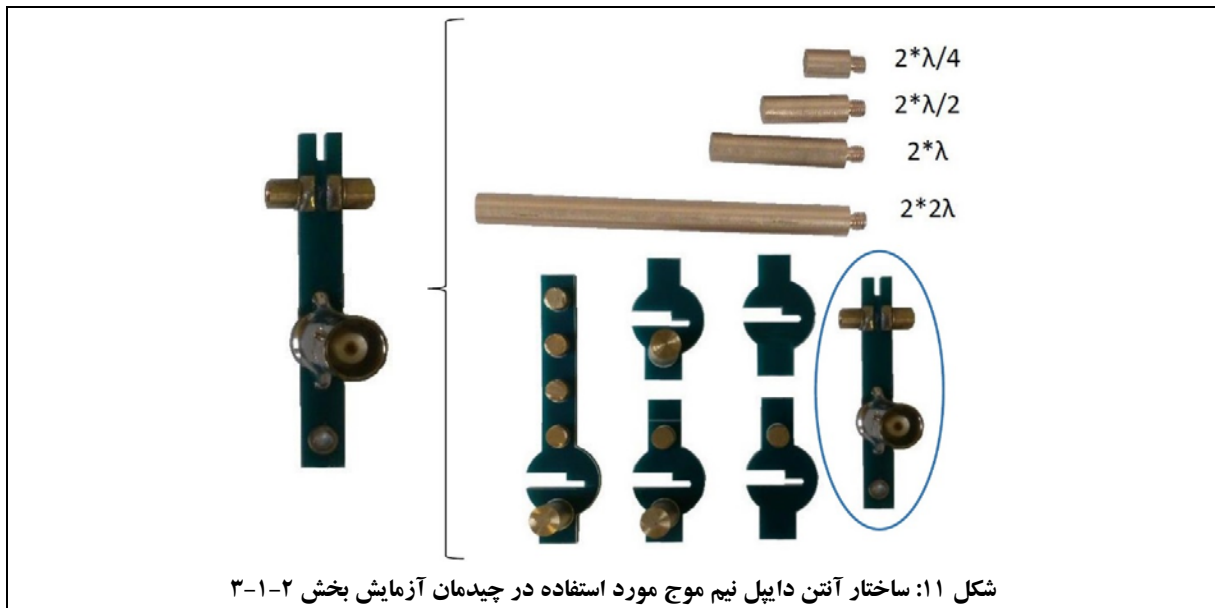 2*λ/4
2*λ/2
2*λ
2*2λ
شکل ۱۱: ساختار آنتن دایپل نیم موج مورد استفاده در چیدمان آزمایش بخش ۲-۱-۳